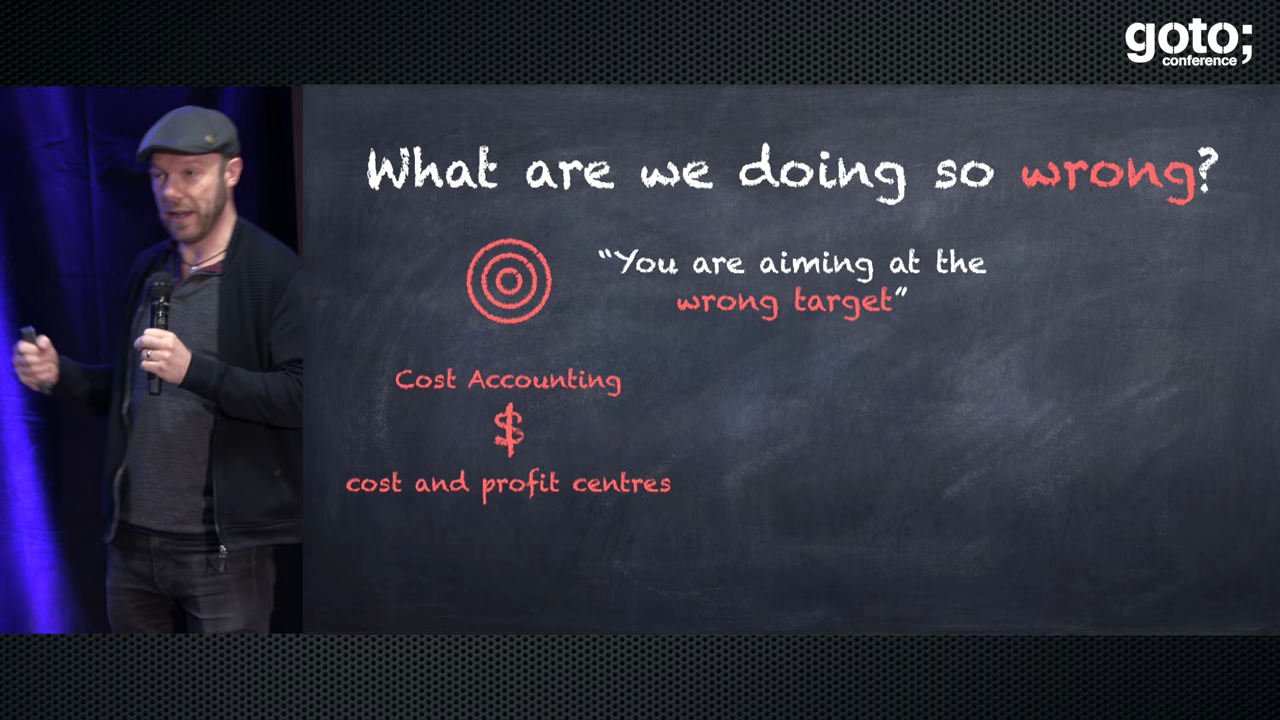 goto;
conference
What are we doing so wrong?
“You are aiming at the
wrong target”
Cost Accounting
$
cost and profit centres